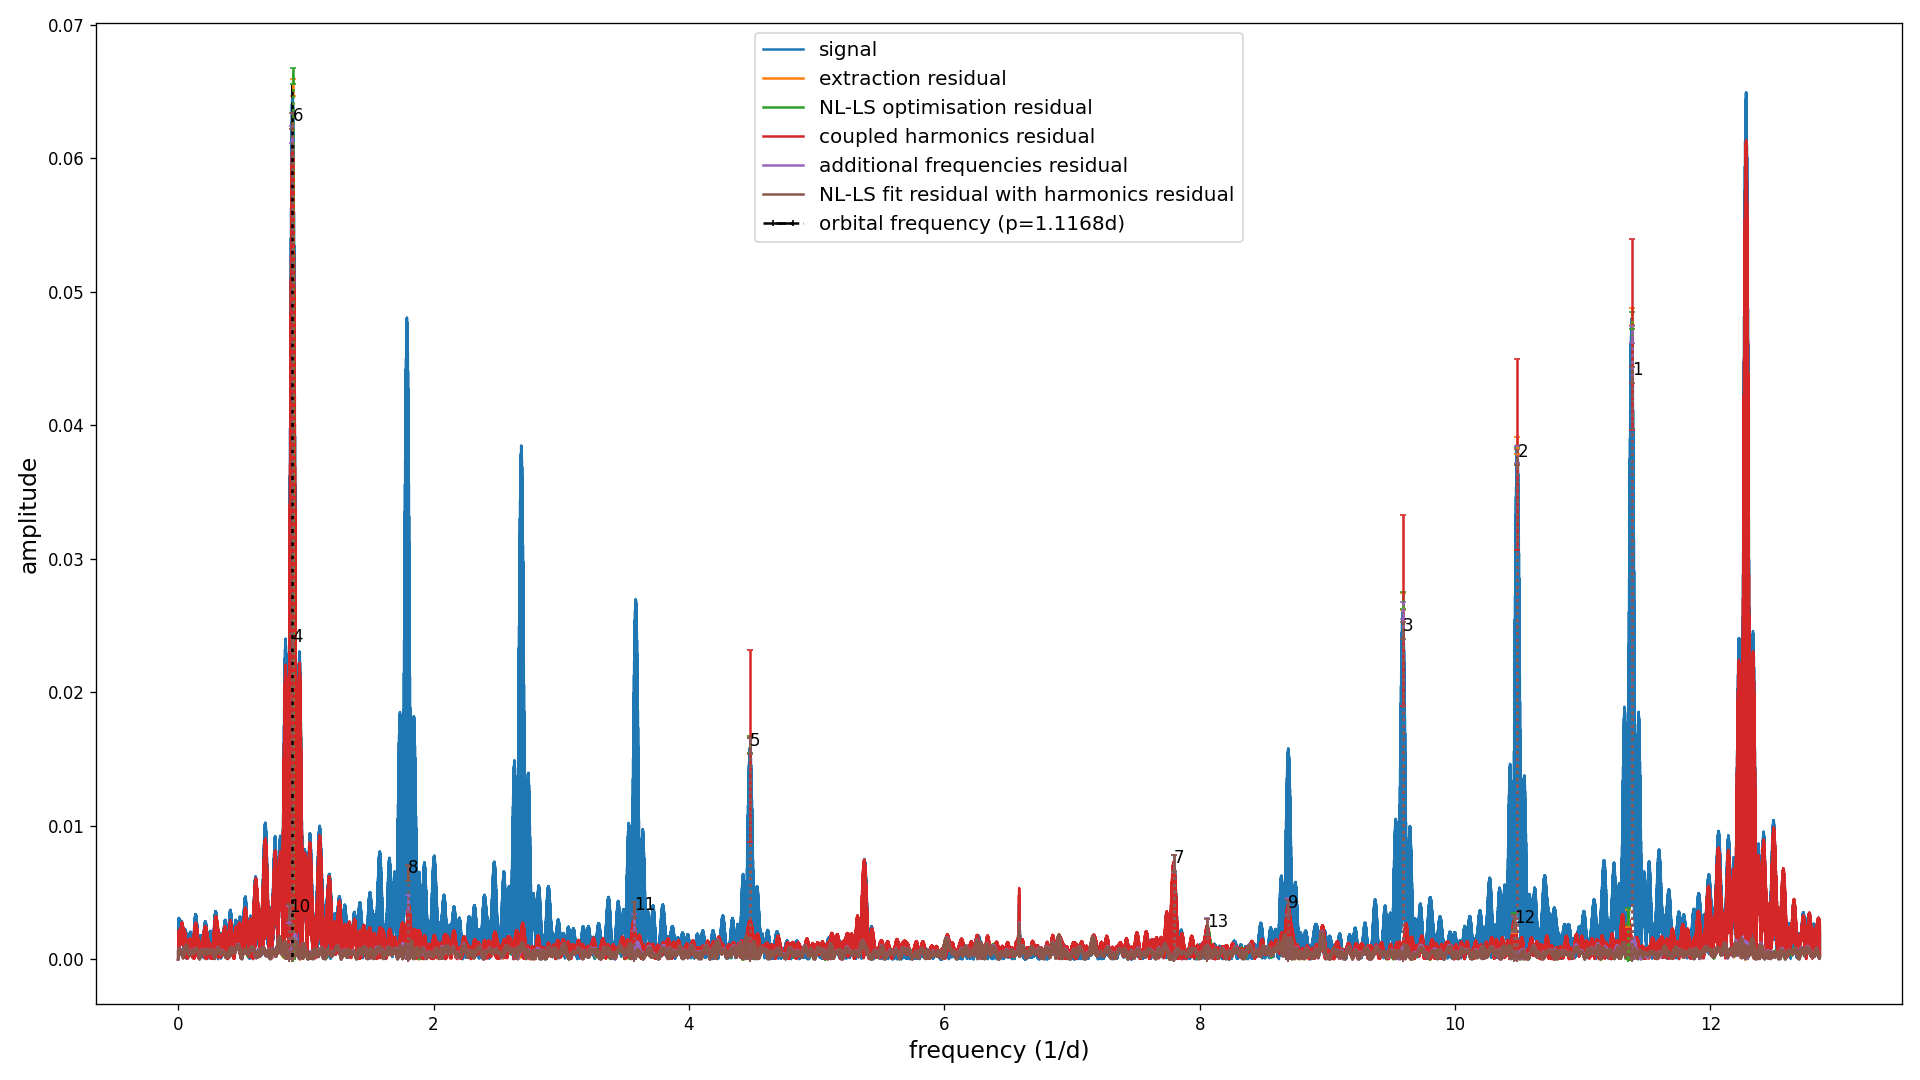 0.07
0.06
0.05
0.04
0.03
0.02
0.01
0.00
amplitude
signal
extraction residual
NL-LS optimisation residual
coupled harmonics residual
additional frequencies residual
NL-LS fit residual with harmonics residual
orbital frequency (p=1.1168d)
6
1
2
4
3
5
7
8
10
11
9
12
13
0 2 4 6 8 10 12
frequency (1/d)